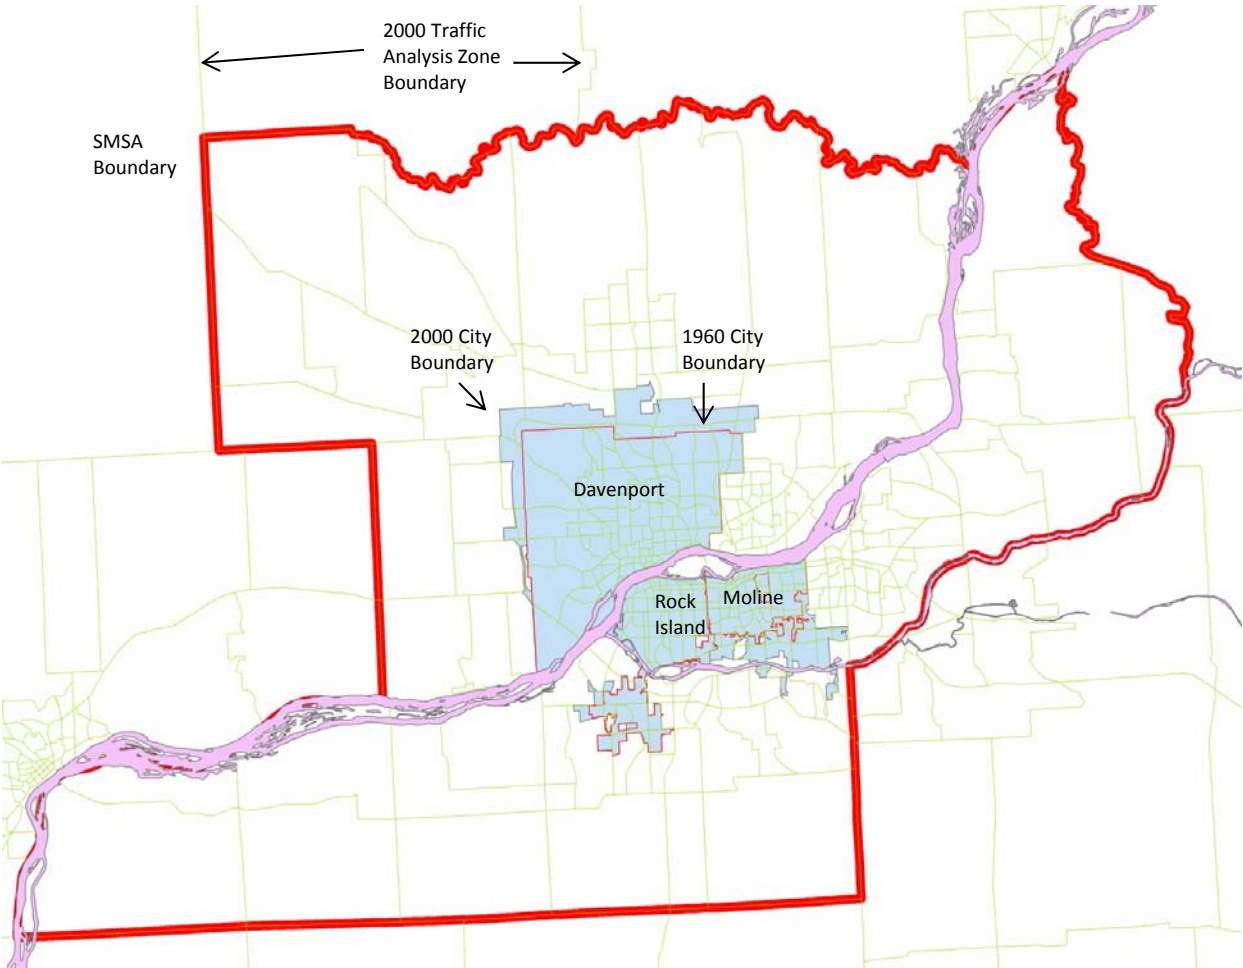 2000 Traffic
Analysis Zone
Boundary
SMSA
Boundary
2000 City
Boundary
1960 City
Boundary
Davenport
Rock
Island
Moline